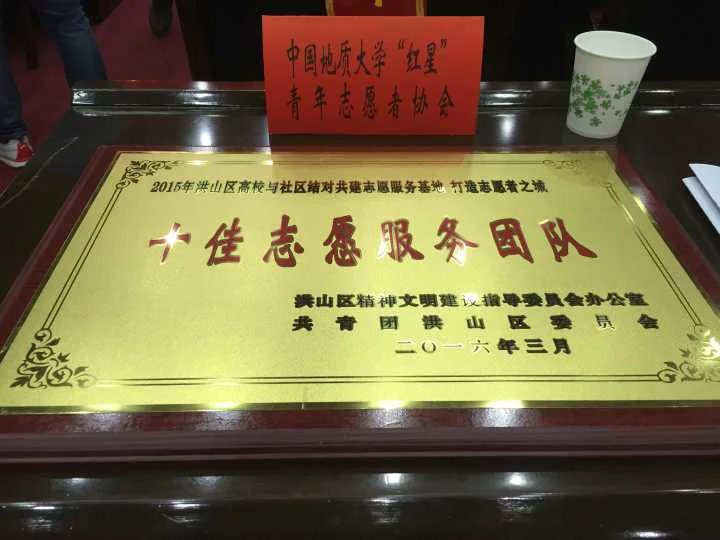 中国地质大学“红星”
青年志愿者协会
2015年洪山区高校与社区结对共建志愿服务基地 打造志愿者之城
十佳志愿服务团队
洪山区精神文明建设指导委员会办公室
共青团洪山区委员会
二〇一六年三月